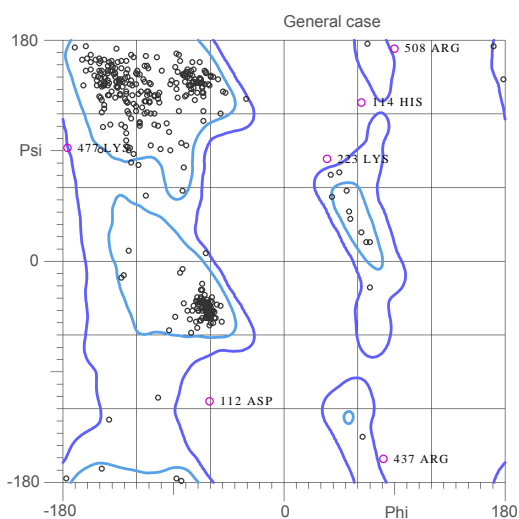 General case
180
508 ARG
114 HIS
Psi
477 LYS
223 LYS
0
112 ASP
437 ARG
-180
-180
0
Phi
180